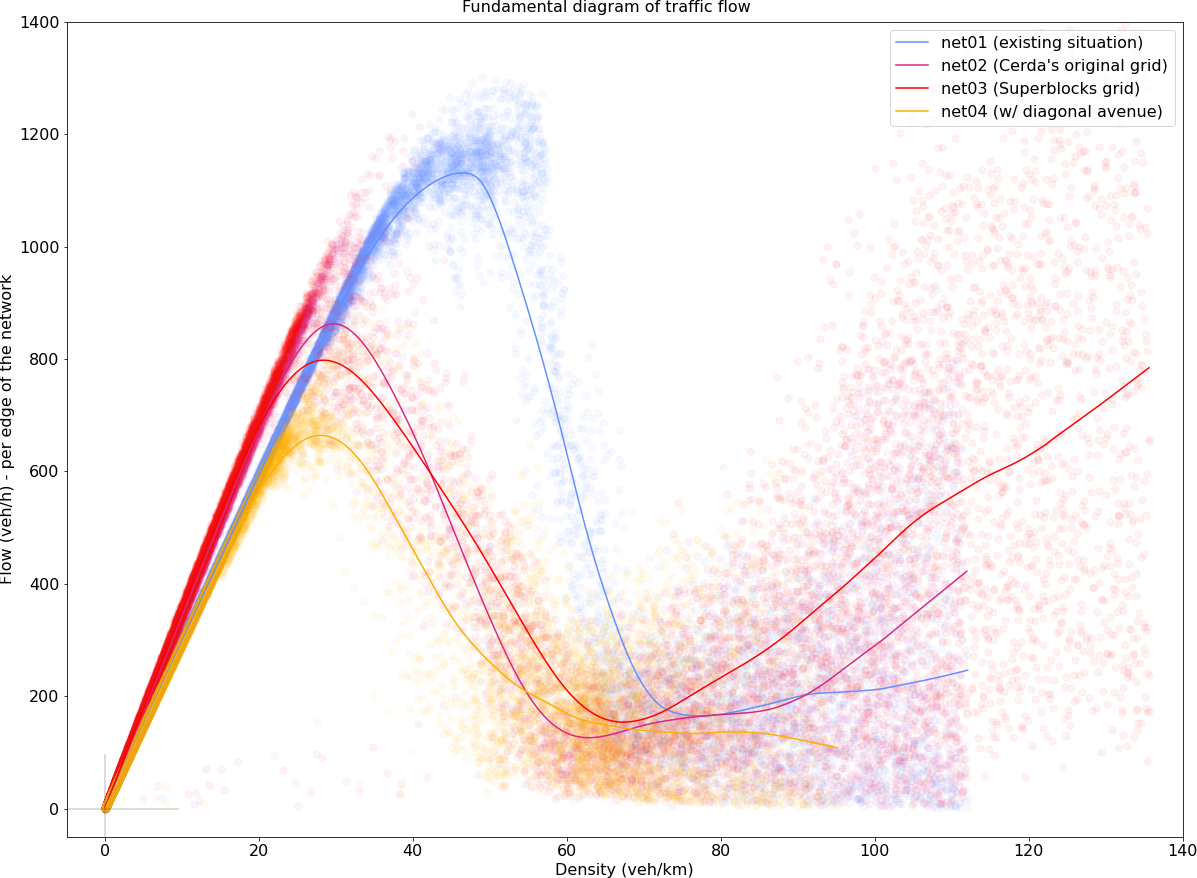 Fundamental diagram of traffic flow
net01 (existing situation)
net02 (Cerda's original grid)
net03 (Superblocks grid)
net04 (w/ diagonal avenue)
Flow (veh/h) - per edge of the network
1400
1200
1000
800
600
400
200
0
0 20 40 60 80 100 120 140
Density (veh/km)